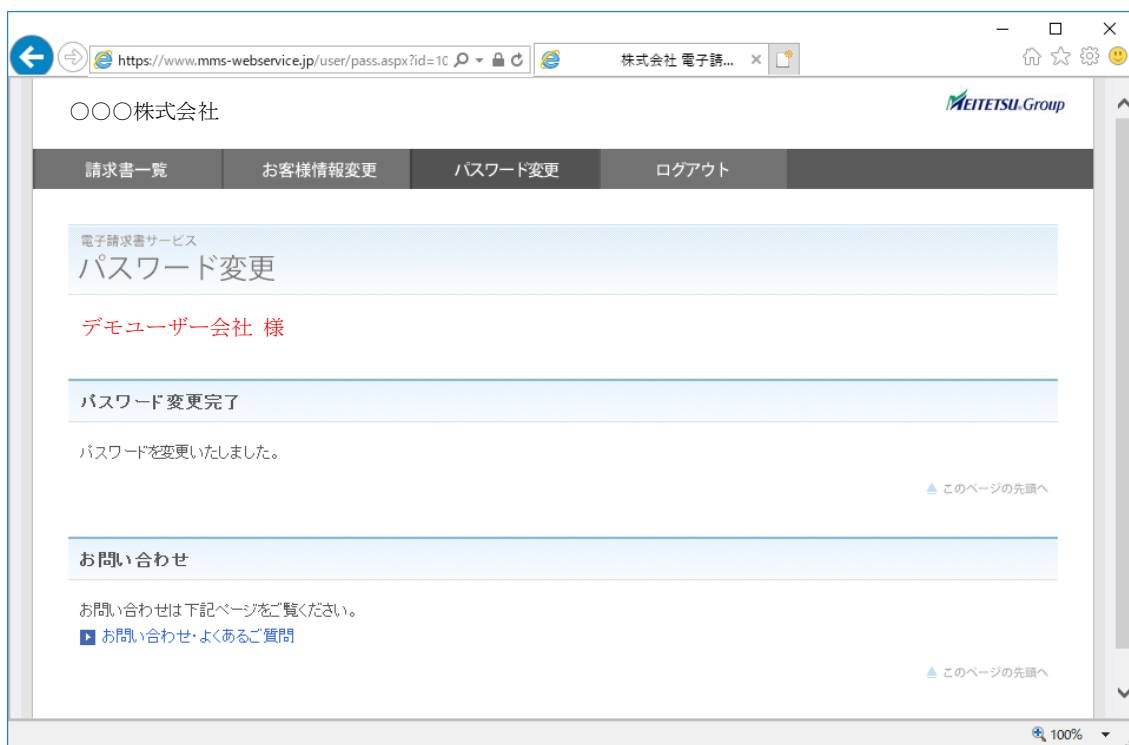 https://www.mms-webservice.jp/user/pass.aspx?id=10
株式会社 電子請...
〇〇〇株式会社
MEITETSU Group
請求書一覧 お客様情報変更 パスワード変更 ログアウト
電子請求書サービス
パスワード変更
デモユーザー会社 様
パスワード変更完了
パスワードを変更いたしました。
このページの先頭へ
お問い合わせ
お問い合わせは下記ページをご覧ください。
お問い合わせ・よくあるご質問
このページの先頭へ
100%